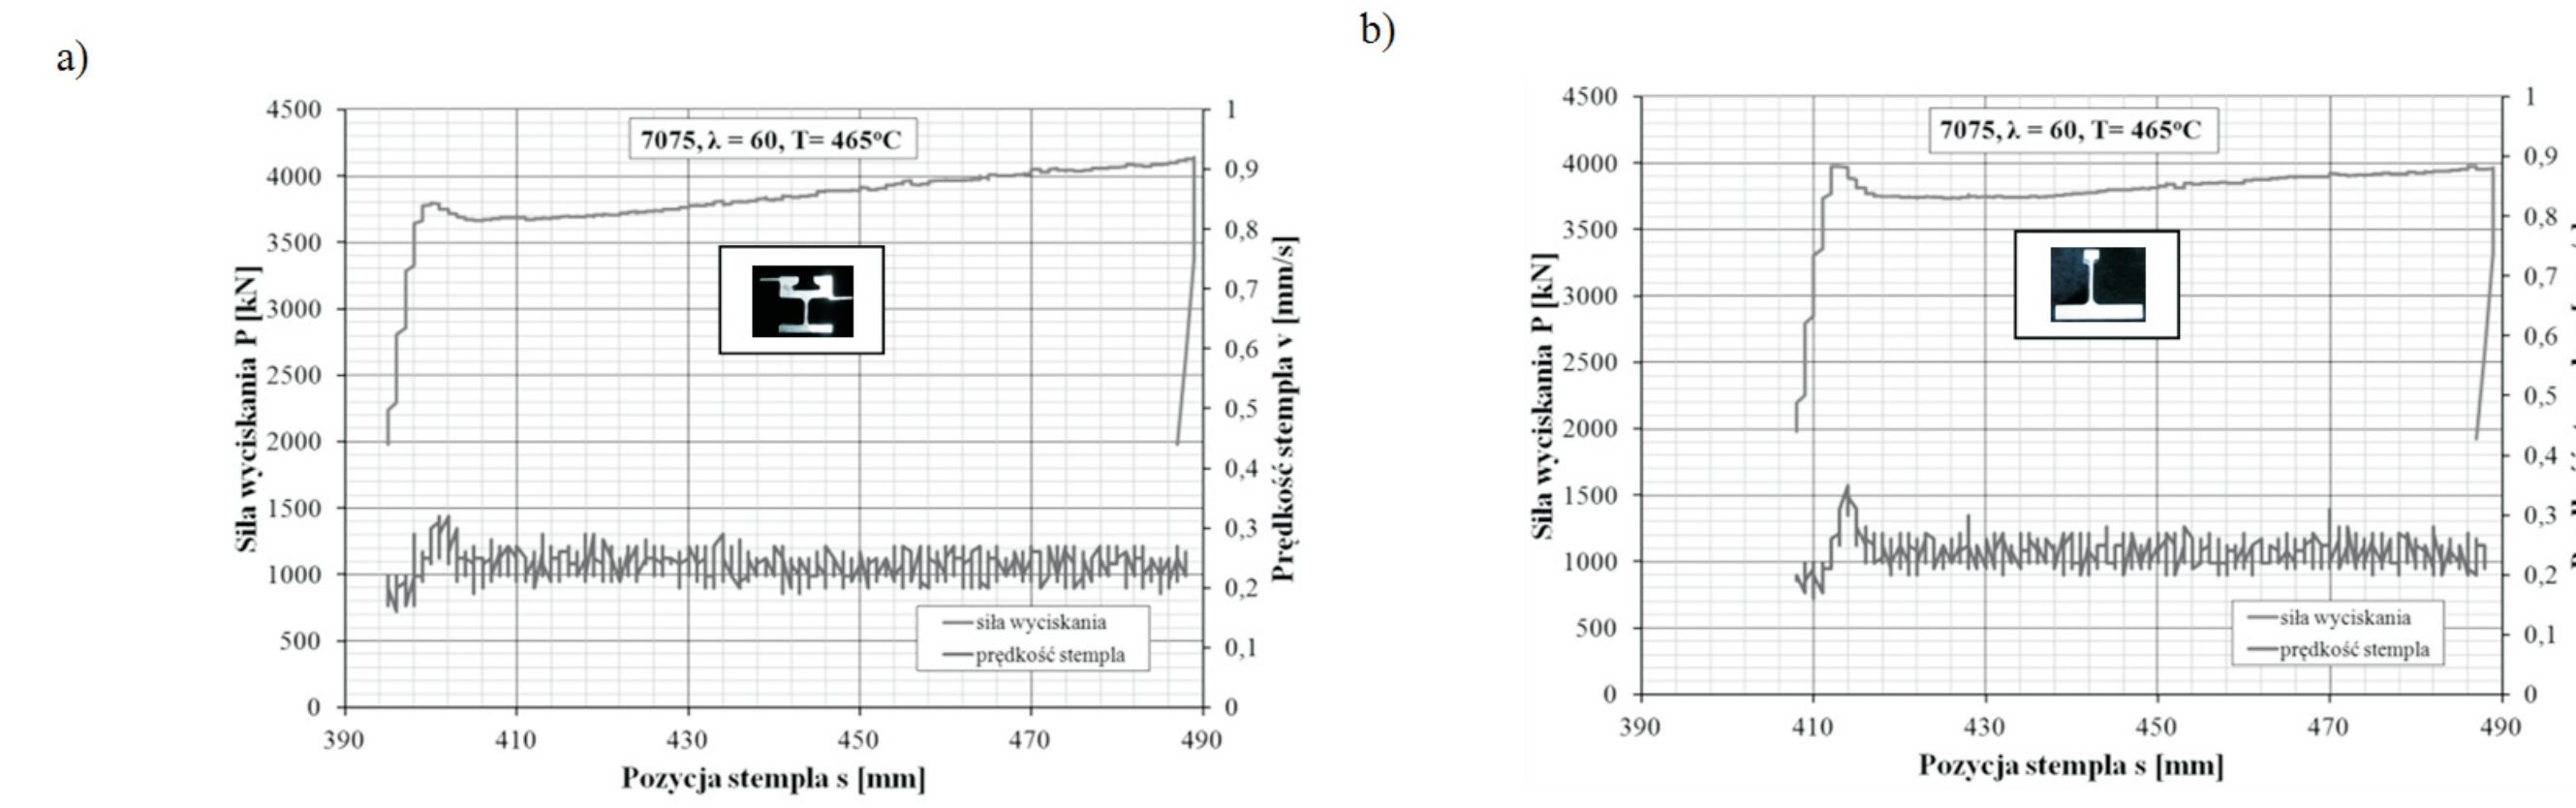 a)
4500
4000
3500
3000
2500
2000
1500
1000
500
0
Siła wyciskania P [kN]
7075, λ = 60, T= 465°C
siła wyciskania
prędkość stempla
1
0,9
0,8
0,7
0,6
0,5
0,4
0,3
0,2
0,1
0
Prędkość stempla v [mm/s]
390 410 430 450 470 490
Pozycja stempla s [mm]
b)
4500
4000
3500
3000
2500
2000
1500
1000
500
0
Siła wyciskania P [kN]
7075, λ = 60, T= 465°C
siła wyciskania
prędkość stempla
1
0,9
0,8
0,7
0,6
0,5
0,4
0,3
0,2
0,1
0
390 410 430 450 470 490
Pozycja stempla s [mm]